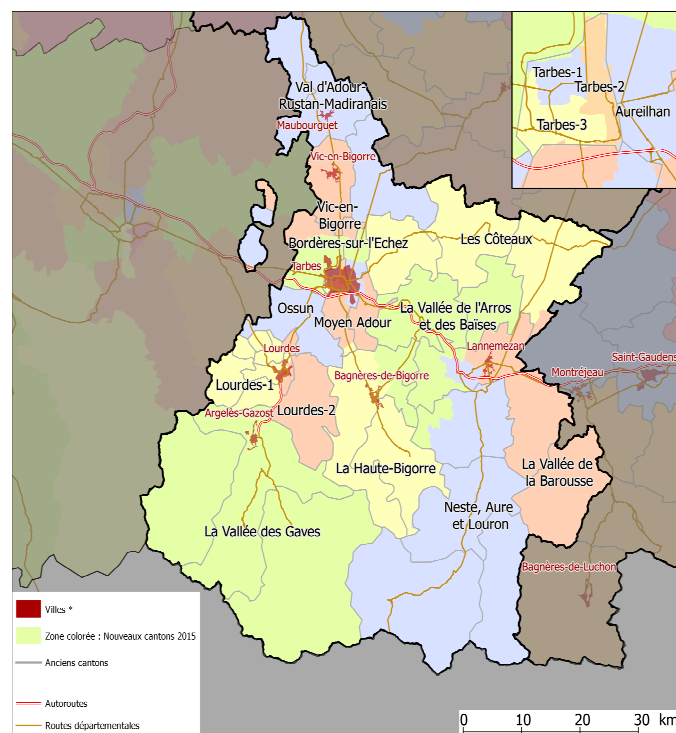 Val d'Adour-
Rustan-Madiranais
Maubourguet
Vic-en-Bigorre
Vic-en-
Bigorre
Bordères-sur-l'Echez
Les Côteaux
Tarbes
Ossun
Moyen Adour
La Vallée de l'Arros
et des Baïses
Lannemezan
Lourdes
Lourdes-1
Bagnères-de-Bigorre
Montréjeau
Saint-Gaudens
Argelès-Gazost
Lourdes-2
La Haute-Bigorre
La Vallée de
la Barousse
Neste, Aure
et Louron
La Vallée des Gaves
Bagnères-de-Luchon
Tarbes-1
Tarbes-2
Aureilhan
Tarbes-3
Villes *
Zone colorée : Nouveaux cantons 2015
Anciens cantons
Autoroutes
Routes départementales
0 10 20 30 km